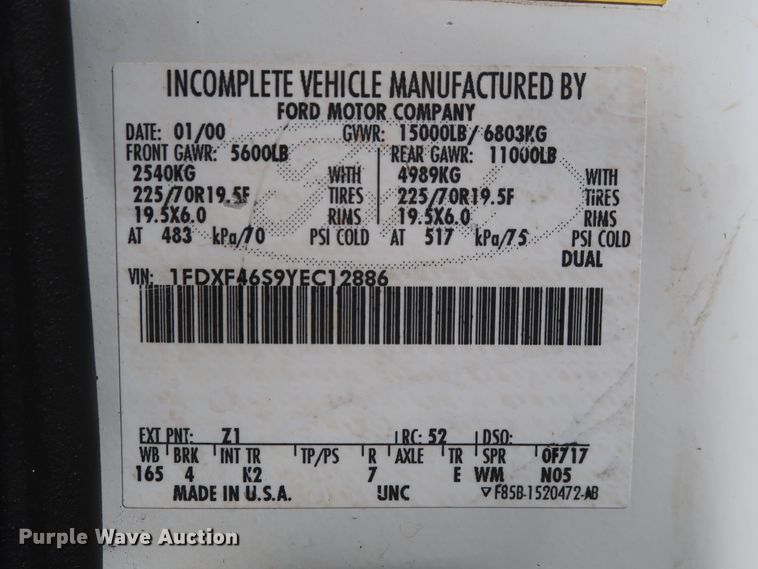 INCOMPLETE VEHICLE MANUFACTURED BY
FORD MOTOR COMPANY
DATE: 01/00 GVWR: 15000LB/ 6803KG
FRONT GAWR: 5600LB REAR GAWR: 11000LB
2540KG WITH 4989KG WITH
225/70R19.5F TIRES 225/70R19.5F TIRES
19.5X6.0 RIMS 19.5X6.0 RIMS
AT 483 kPa/70 PSI COLD AT 517 kPa/75 PSI COLD
DUAL
VIN: 1FDXF46S9YEC12886
EXT PNT: Z1 RC: 52 DSO:
WB BRK INT TR TP/PS R AXLE TR SPR 0F717
165 4 K2 7 E WM N05
MADE IN U.S.A. UNC ▽ F85B-1520472-AB
Purple Wave Auction